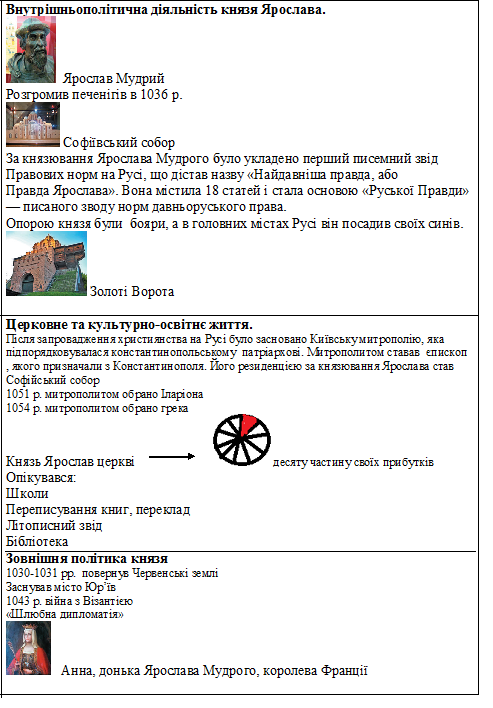 Внутрішньополітична діяльність князя Ярослава.
Ярослав Мудрий
Розгромив печенігів в 1036 р.
Софіївський собор
За князювання Ярослава Мудрого було укладено перший писемний звід
Правових норм на Русі, що дістав назву «Найдавніша правда, або
Правда Ярослава». Вона містила 18 статей і стала основою «Руської Правди»
— писаного зводу норм давньоруського права.
Опорою князя були бояри, а в головних містах Русі він посадив своїх синів.
Золоті Ворота
Церковне та культурно-освітнє життя.
Після запровадження християнства на Русі було засновано Київську митрополію, яка
підпорядковувалася константинопольському патріархові. Митрополитом ставав єпископ
, якого призначали з Константинополя. Його резиденцією за князювання Ярослава став
Софійський собор
1051 р. митрополитом обрано Іларіона
1054 р. митрополитом обрано грека
Князь Ярослав церкві десяту частину своїх прибутків
Опікувався:
Школи
Переписування книг, переклад
Літописний звід
Бібліотека
Зовнішня політика князя
1030-1031 рр. повернув Червенські землі
Заснував місто Юр’їв
1043 р. війна з Візантією
«Шлюбна дипломатія»
Анна, донька Ярослава Мудрого, королева Франції